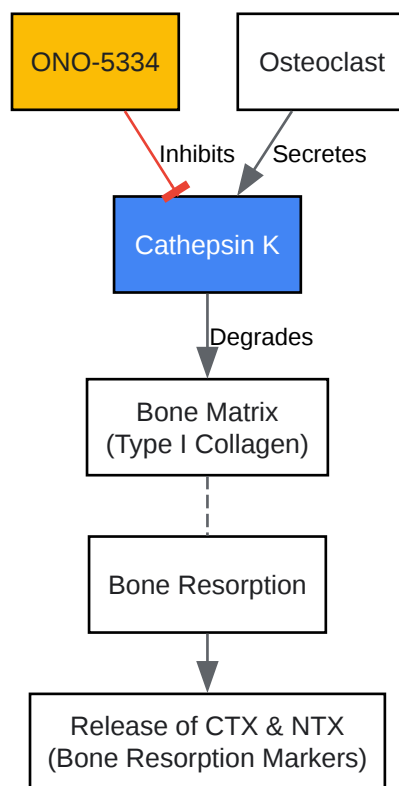 ONO-5334
Osteoclast
Inhibits
Secretes
Cathepsin K
Degrades
Bone Matrix
(Type I Collagen)
Bone Resorption
Release of CTX & NTX
(Bone Resorption Markers)